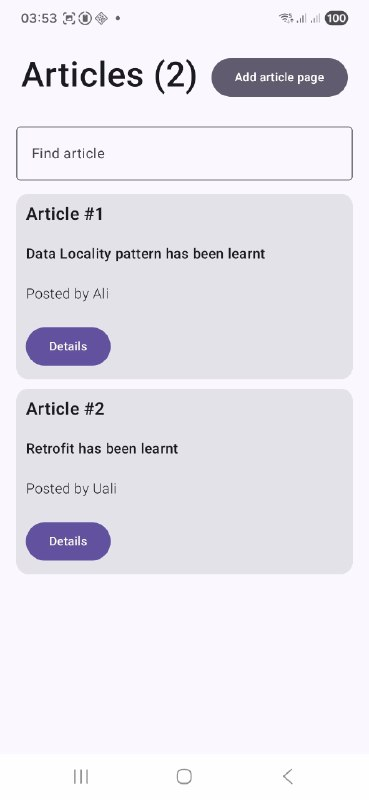 03:53
100
Articles (2)
Add article page
Find article
Article #1
Data Locality pattern has been learnt
Posted by Ali
Details
Article #2
Retrofit has been learnt
Posted by Uali
Details